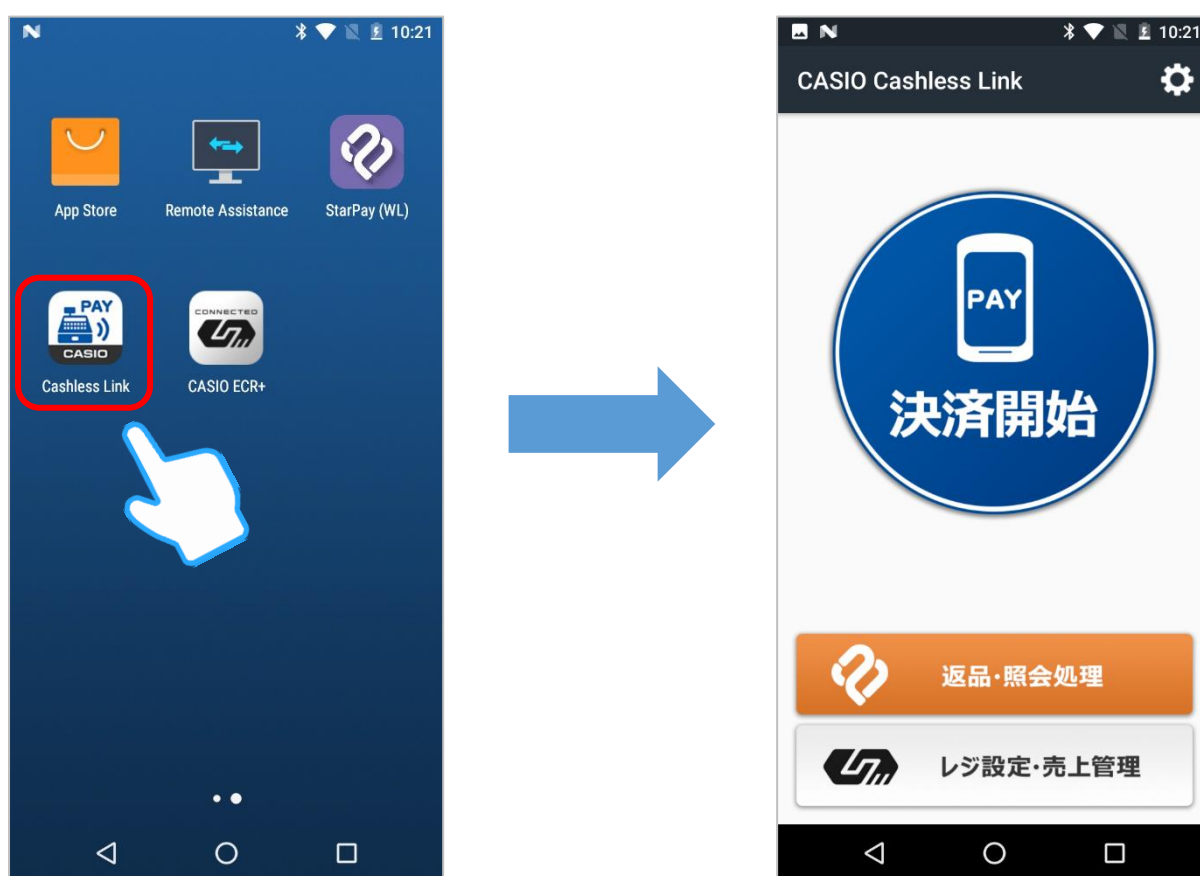 10:21
App Store
Remote Assistance
StarPay (WL)
PAY
CASIO
CONNECTED
Cashless Link
CASIO ECR+
10:21
CASIO Cashless Link
PAY
決済開始
返品・照会処理
レジ設定・売上管理